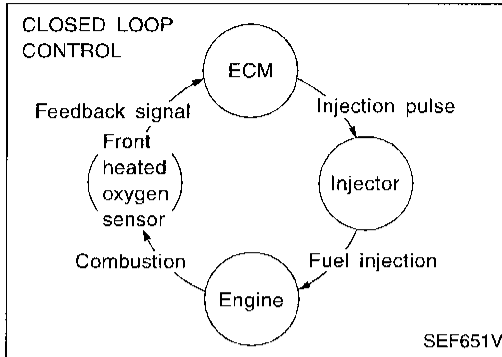 CLOSED LOOP
CONTROL
ECM
Feedback signal
Injection pulse
Front
heated
oxygen
sensor
Injector
Combustion
Fuel injection
Engine
SEF651V